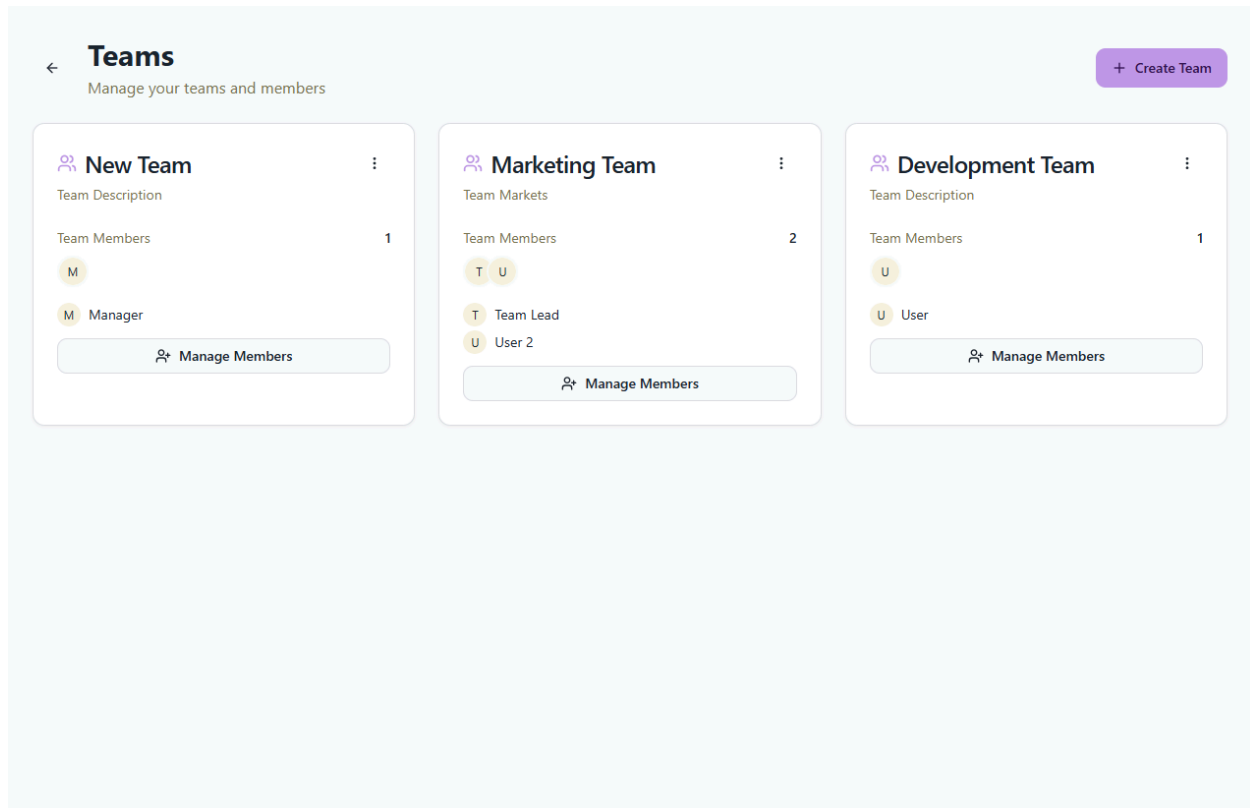 Teams
Manage your teams and members
+ Create Team
New Team
Team Description
Team Members 1
M
M Manager
Manage Members
Marketing Team
Team Markets
Team Members 2
T U
T Team Lead
U User 2
Manage Members
Development Team
Team Description
Team Members 1
U
U User
Manage Members